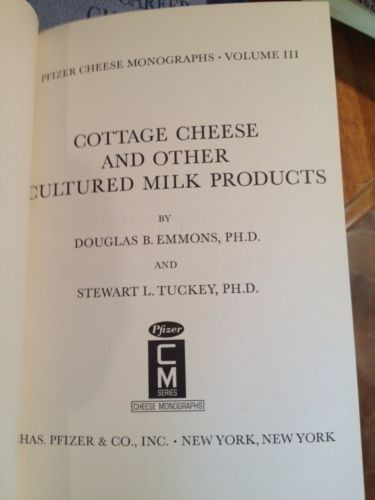 PFIZER CHEESE MONOGRAPHS · VOLUME III
COTTAGE CHEESE
AND OTHER
CULTURED MILK PRODUCTS
BY
DOUGLAS B. EMMONS, PH.D.
AND
STEWART L. TUCKEY, PH.D.
Pfizer
C
M
SERIES
CHEESE MONOGRAPHS
HAS. PFIZER & CO., INC. · NEW YORK, NEW YORK